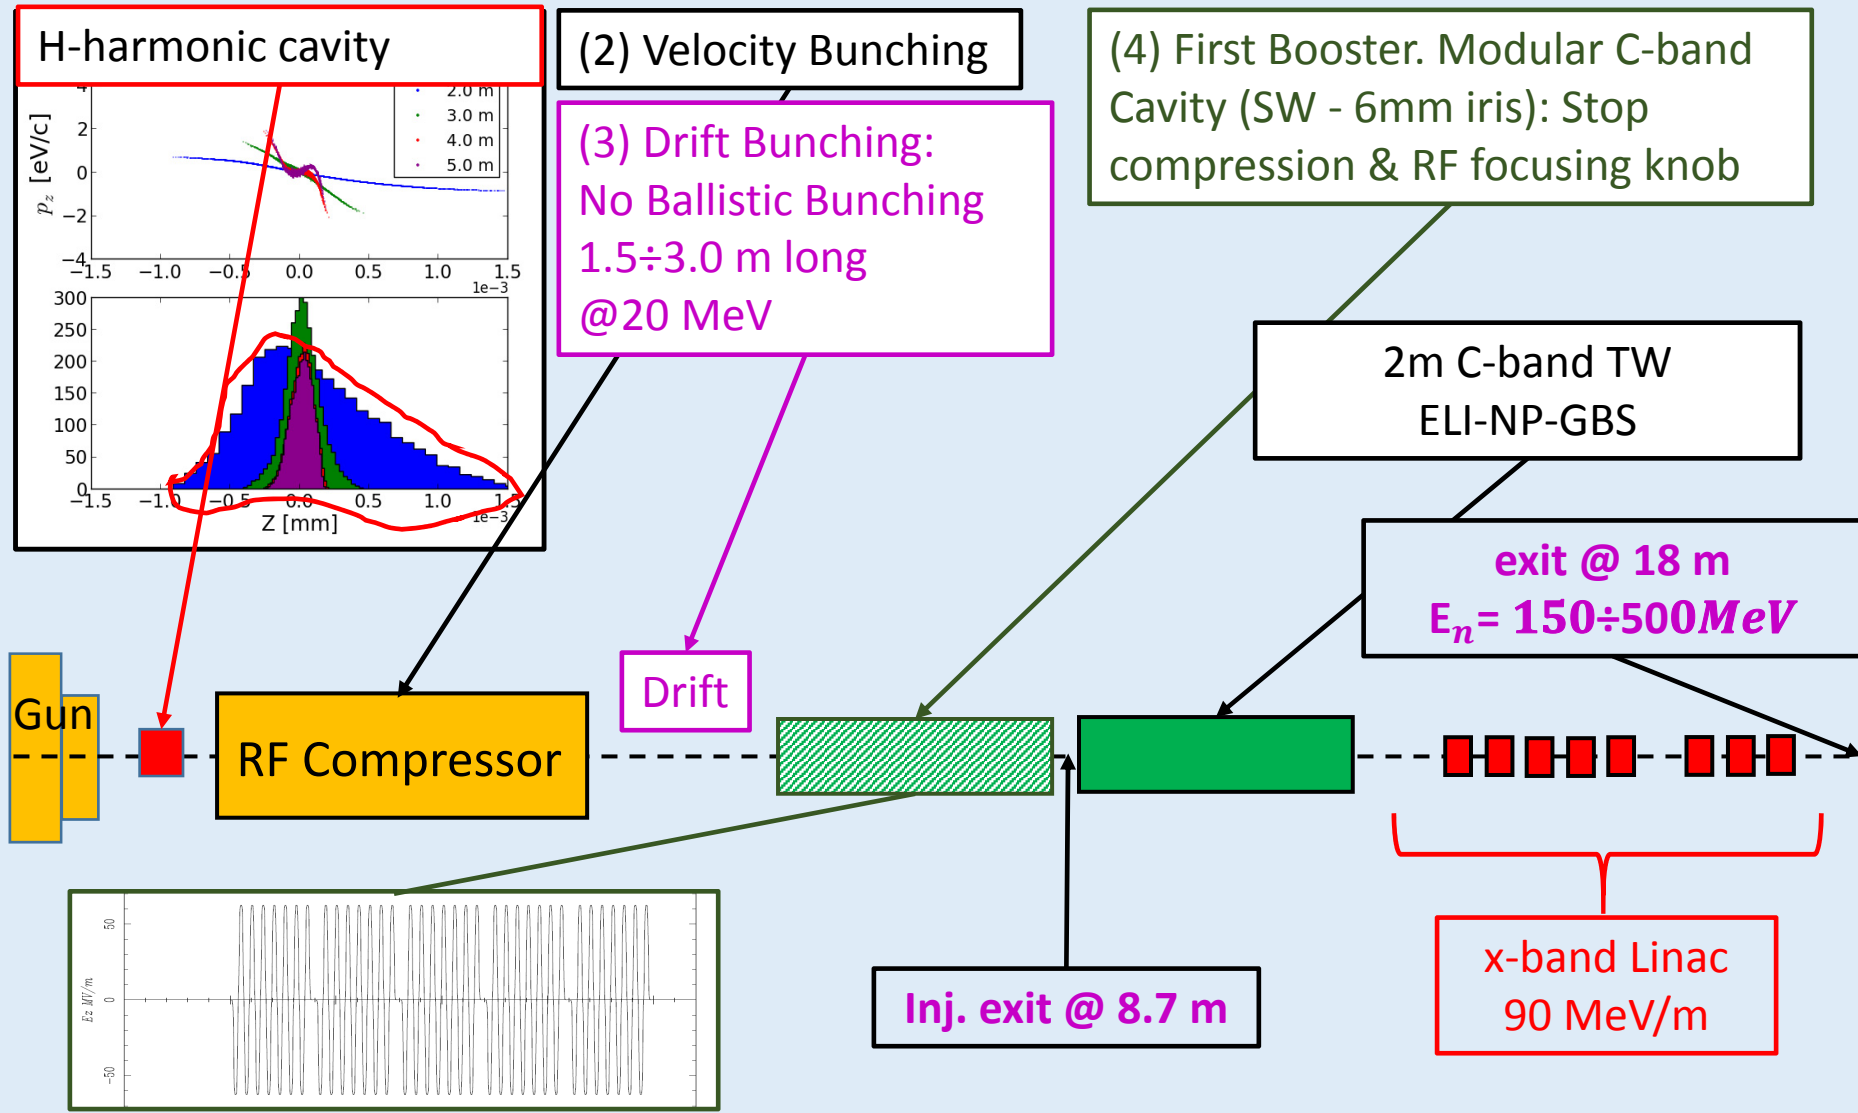 H-harmonic cavity
(2) Velocity Bunching
(3) Drift Bunching:
No Ballistic Bunching
1.5÷3.0 m long
@20 MeV
(4) First Booster. Modular C-band
Cavity (SW - 6mm iris): Stop
compression & RF focusing knob
4
2
0
−2
−4
p_z [eV/c]
2.0 m
3.0 m
4.0 m
5.0 m
−1.5 −1.0 −0.5 0.0 0.5 1.0 1.5
1e−3
300
250
200
150
100
50
0
−1.5 −1.0 −0.5 0.0 0.5 1.0 1.5
1e−3
Z [mm]
2m C-band TW
ELI-NP-GBS
exit @ 18 m
E_n= 150÷500MeV
Gun
RF Compressor
Drift
50
0
−50
Ez MV/m
Inj. exit @ 8.7 m
x-band Linac
90 MeV/m